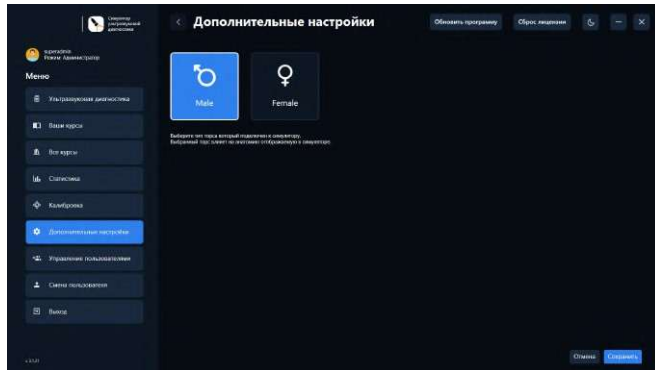 Симулятор
ультразвуковой
диагностики
Дополнительные настройки
Обновить программу
Сброс лицензии
superadmin
Режим: Администратор
Меню
Ультразвуковая диагностика
Ваши курсы
Все курсы
Статистика
Калибровка
Дополнительные настройки
Управление пользователями
Смена пользователя
Выход
Male
Female
Выберите тип торса который подключен к симулятору.
Выбранный торс влияет на анатомию отображаемую в симуляторе.
Отмена
Сохранить